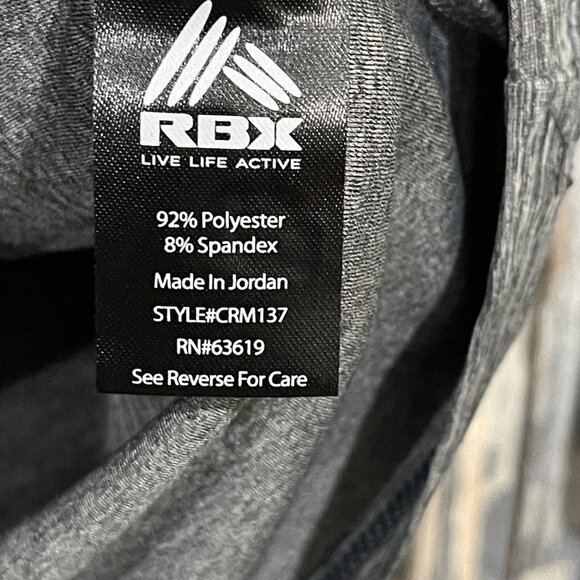 RBX
LIVE LIFE ACTIVE
92% Polyester
8% Spandex
Made In Jordan
STYLE#CRM137
RN#63619
See Reverse For Care